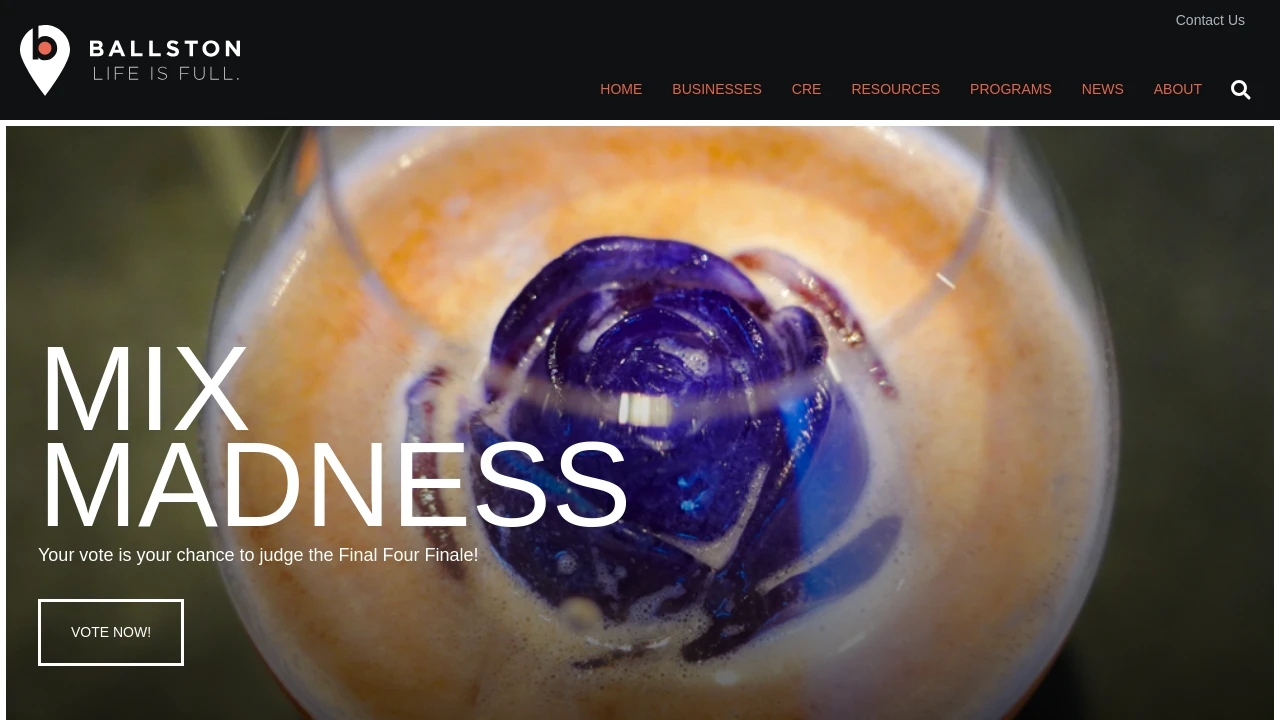 Contact Us
BALLSTON
LIFE IS FULL.
HOME BUSINESSES CRE RESOURCES PROGRAMS NEWS ABOUT
MIX
MADNESS
Your vote is your chance to judge the Final Four Finale!
VOTE NOW!